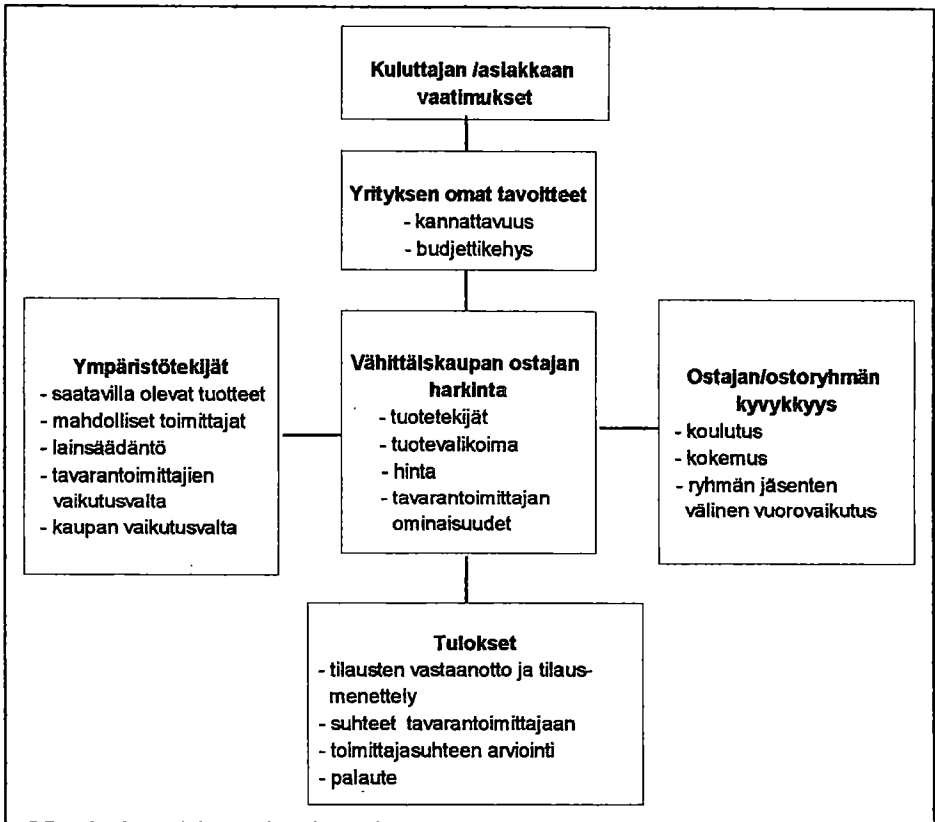 Kuluttajan /asiakkaan
vaatimukset
Yrityksen omat tavoitteet
- kannattavuus
- budjettikehys
Ympäristötekijät
- saatavilla olevat tuotteet
- mahdolliset toimittajat
- lainsäädäntö
- tavarantoimittajien
vaikutusvalta
- kaupan vaikutusvalta
Vähittäiskaupan ostajan
harkinta
- tuotetekijät
- tuotevalikoima
- hinta
- tavarantoimittajan
ominaisuudet
Ostajan/ostoryhmän
kyvykkyys
- koulutus
- kokemus
- ryhmän jäsenten
välinen vuorovaikutus
Tulokset
- tilausten vastaanotto ja tilaus-
menettely
- suhteet tavarantoimittajaan
- toimittajasuhteen arviointi
- palaute